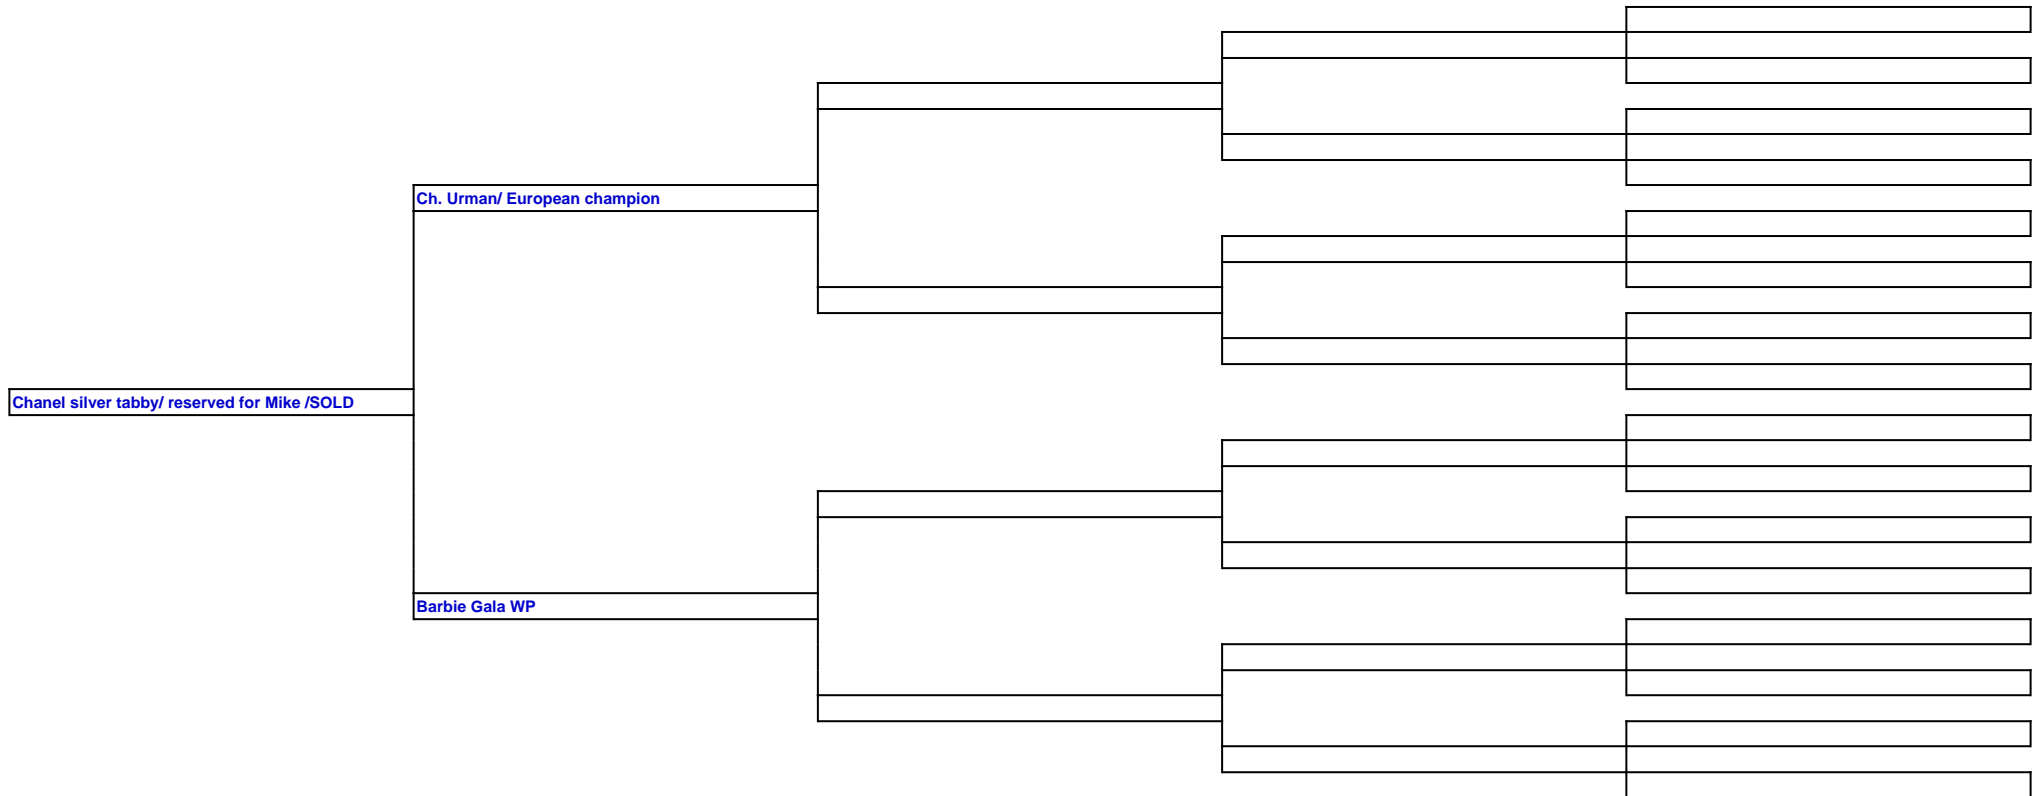 Ch. Urman/ European champion
Chanel silver tabby/ reserved for Mike /SOLD
Barbie Gala WP